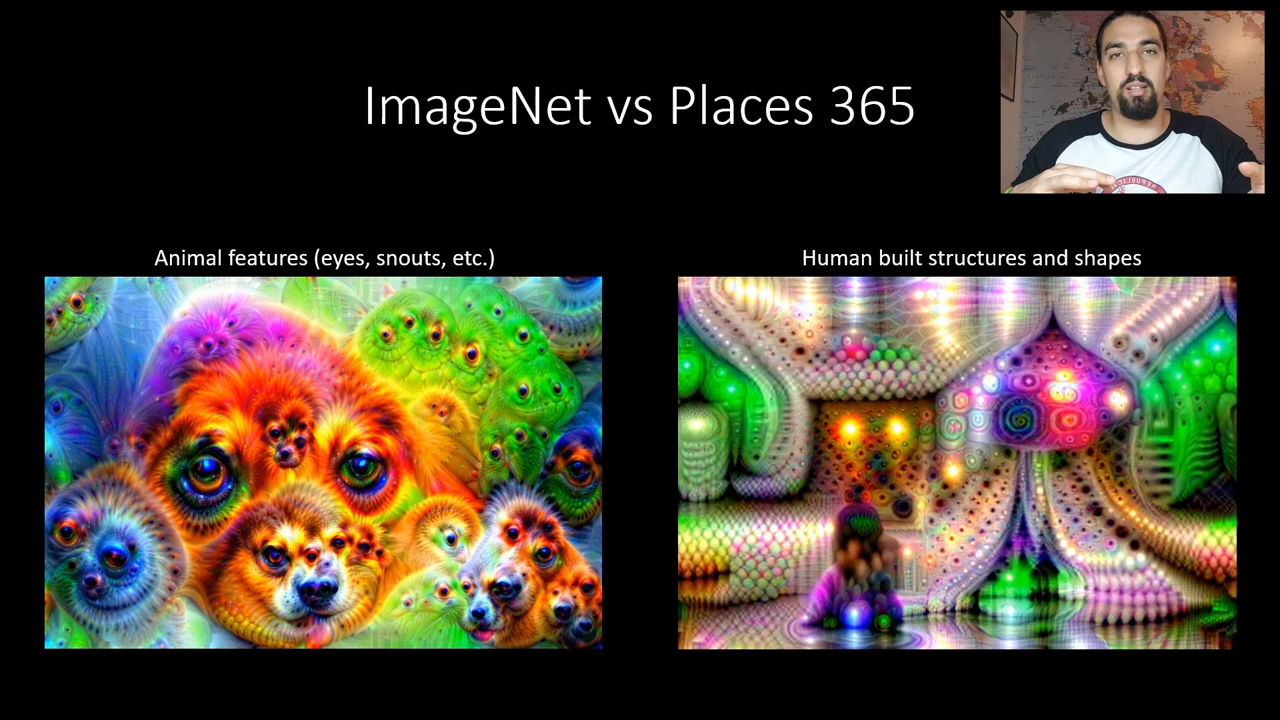 ImageNet vs Places 365
Animal features (eyes, snouts, etc.)
Human built structures and shapes